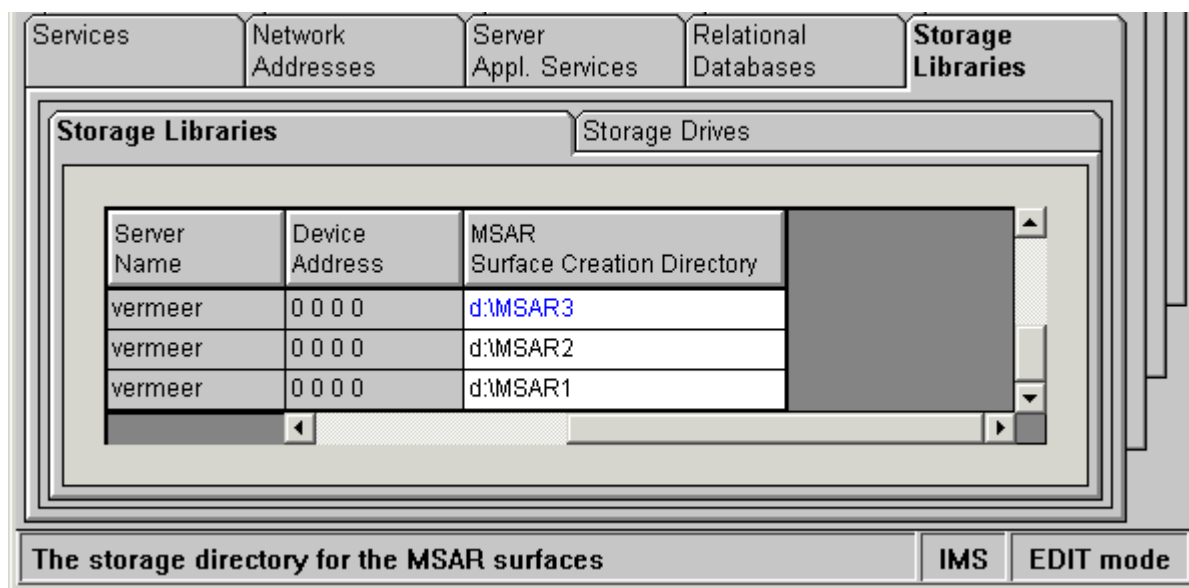 Services
Network
Addresses
Server
Appl. Services
Relational
Databases
Storage
Libraries
Storage Libraries
Storage Drives
Server
Name
Device
Address
MSAR
Surface Creation Directory
vermeer 0 0 0 0 d:\MSAR3
vermeer 0 0 0 0 d:\MSAR2
vermeer 0 0 0 0 d:\MSAR1
The storage directory for the MSAR surfaces IMS EDIT mode